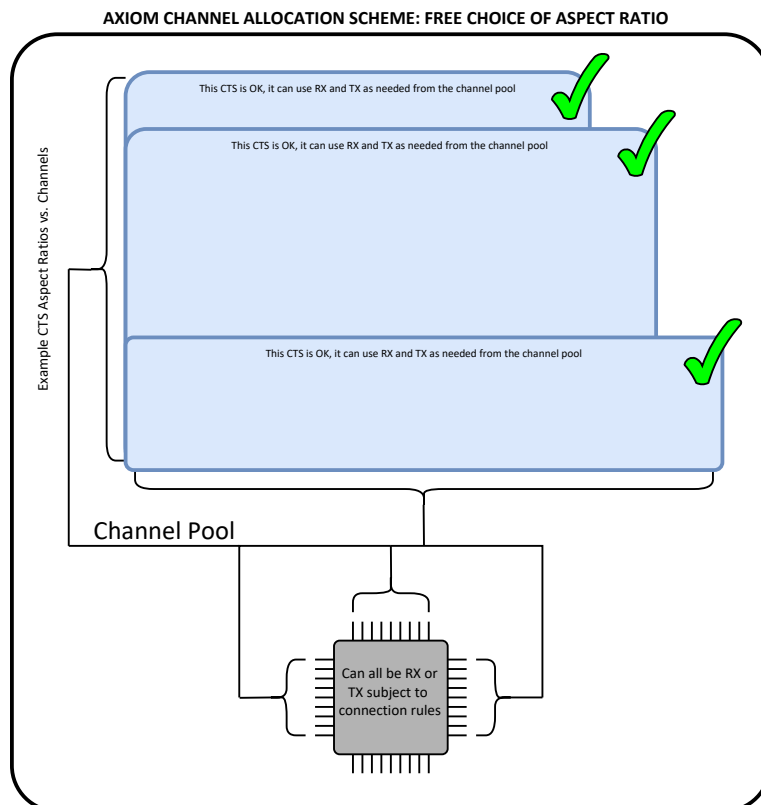 AXIOM CHANNEL ALLOCATION SCHEME: FREE CHOICE OF ASPECT RATIO
This CTS is OK, it can use RX and TX as needed from the channel pool
This CTS is OK, it can use RX and TX as needed from the channel pool
Example CTS Aspect Ratios vs. Channels
This CTS is OK, it can use RX and TX as needed from the channel pool
Channel Pool
Can all be RX or
TX subject to
connection rules